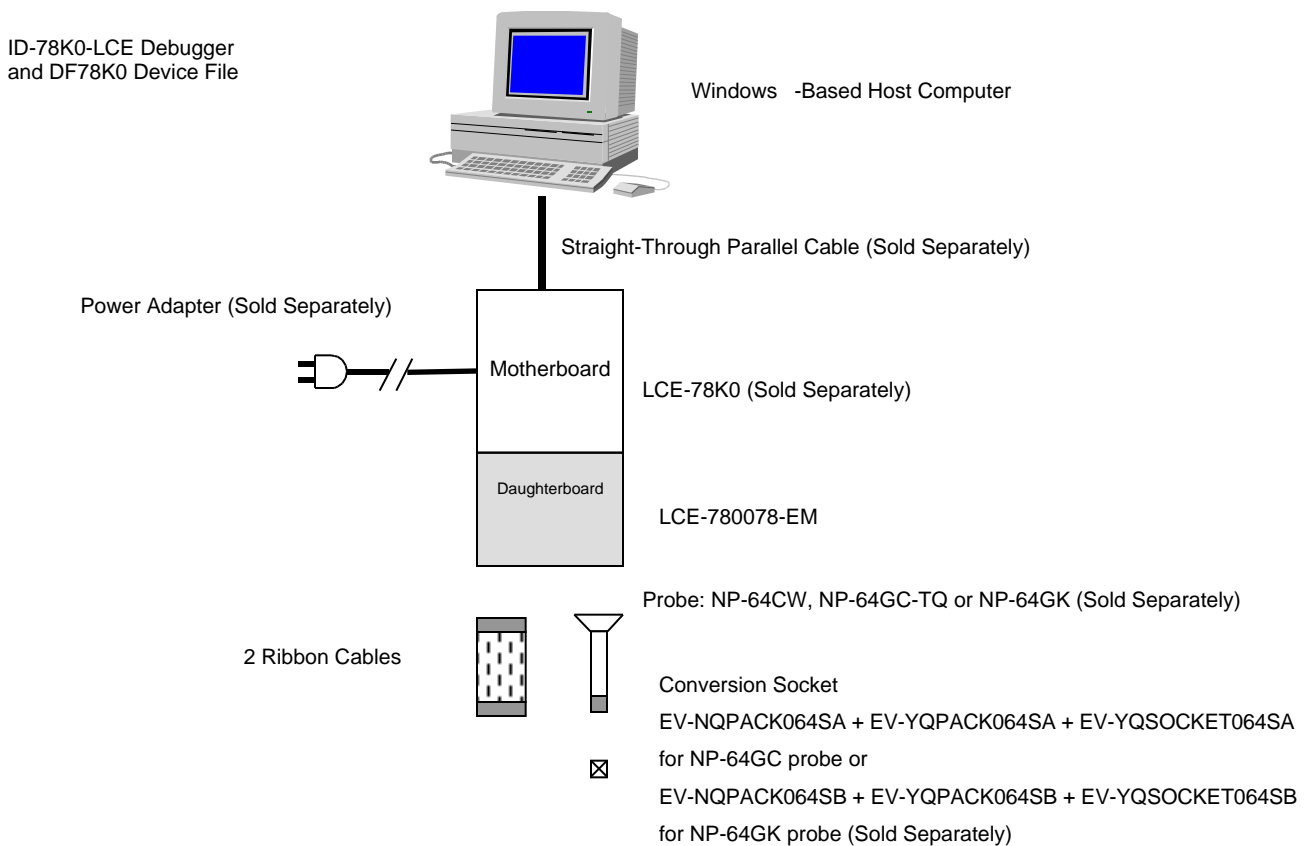 ID-78K0-LCE Debugger
and DF78K0 Device File
Windows   -Based Host Computer
Straight-Through Parallel Cable (Sold Separately)
Power Adapter (Sold Separately)
Motherboard
LCE-78K0 (Sold Separately)
Daughterboard
LCE-780078-EM
Probe: NP-64CW, NP-64GC-TQ or NP-64GK (Sold Separately)
2 Ribbon Cables
Conversion Socket
EV-NQPACK064SA + EV-YQPACK064SA + EV-YQSOCKET064SA
for NP-64GC probe or
EV-NQPACK064SB + EV-YQPACK064SB + EV-YQSOCKET064SB
for NP-64GK probe (Sold Separately)